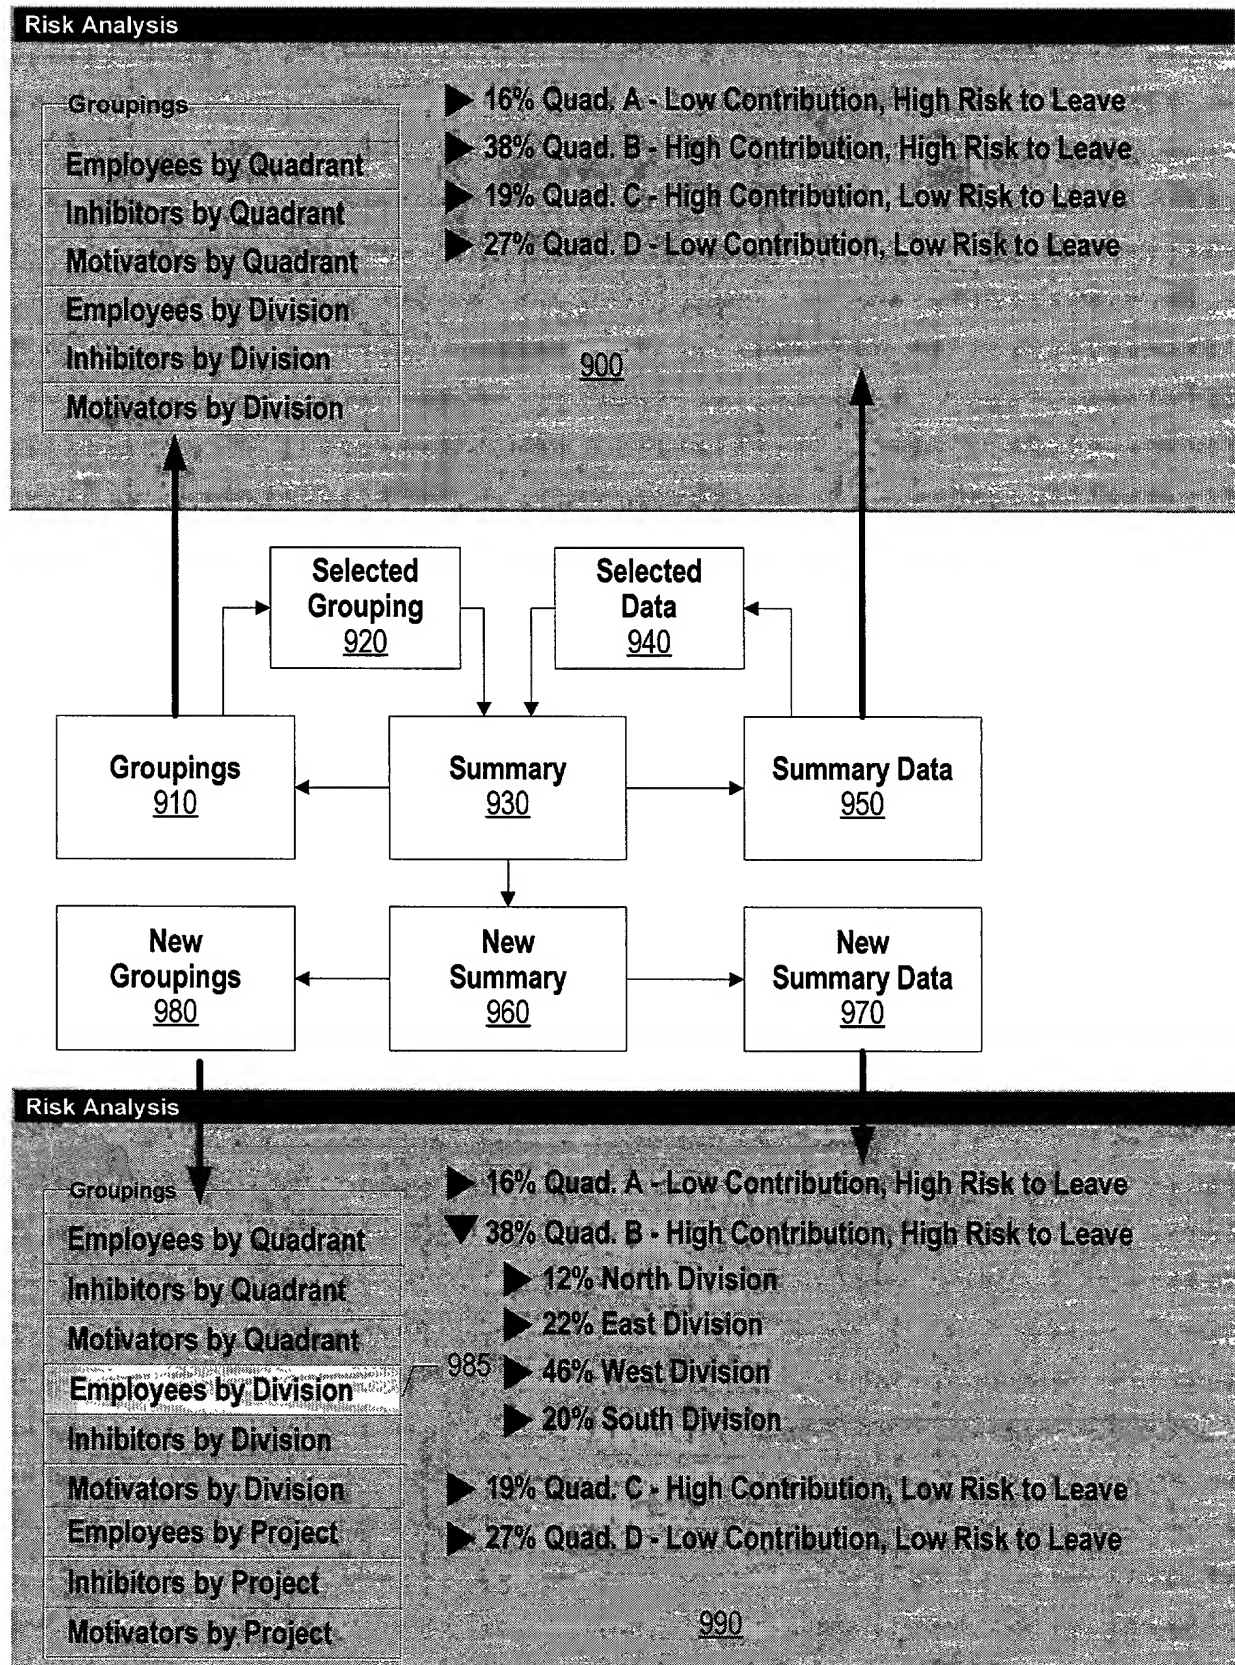 Risk Analysis
Groupings
Employees by Quadrant
Inhibitors by Quadrant
Motivators by Quadrant
Employees by Division
Inhibitors by Division
Motivators by Division
16% Quad. A - Low Contribution, High Risk to Leave
38% Quad. B - High Contribution, High Risk to Leave
19% Quad. C - High Contribution, Low Risk to Leave
27% Quad. D - Low Contribution, Low Risk to Leave
900
Selected
Grouping
920
Selected
Data
940
Groupings
910
Summary
930
Summary Data
950
New
Groupings
980
New
Summary
960
New
Summary Data
970
Risk Analysis
Groupings
Employees by Quadrant
Inhibitors by Quadrant
Motivators by Quadrant
Employees by Division
Inhibitors by Division
Motivators by Division
Employees by Project
Inhibitors by Project
Motivators by Project
985
16% Quad. A - Low Contribution, High Risk to Leave
38% Quad. B - High Contribution, High Risk to Leave
12% North Division
22% East Division
46% West Division
20% South Division
19% Quad. C - High Contribution, Low Risk to Leave
27% Quad. D - Low Contribution, Low Risk to Leave
990